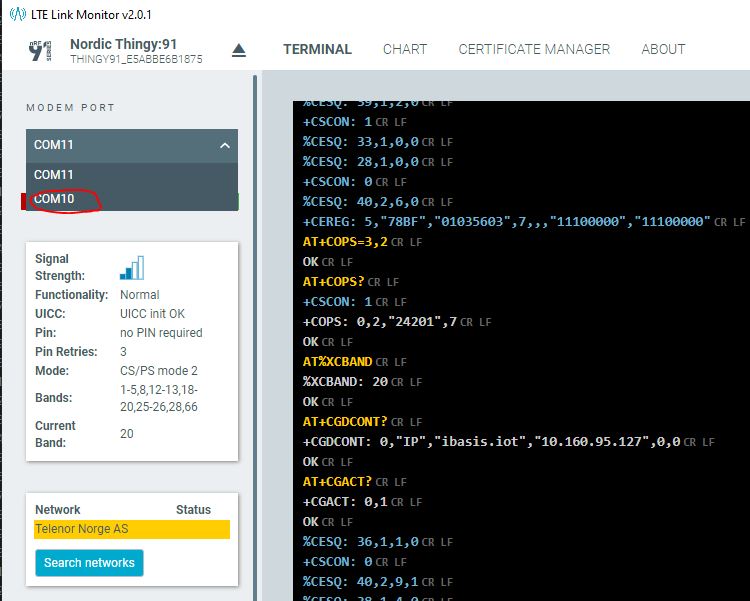 LTE Link Monitor v2.0.1
nRF
91
SERIES
Nordic Thingy:91
THINGY91_E5ABBE6B1875
TERMINAL
CHART
CERTIFICATE MANAGER
ABOUT
MODEM PORT
COM11
COM11
COM10
Signal
Strength:
Functionality: Normal
UICC: UICC init OK
Pin: no PIN required
Pin Retries: 3
Mode: CS/PS mode 2
Bands: 1-5,8,12-13,18-
20,25-26,28,66
Current
Band: 20
Network Status
Telenor Norge AS
Search networks
%CESQ: 39,1,2,0 CR LF
+CSCON: 1 CR LF
%CESQ: 33,1,0,0 CR LF
%CESQ: 28,1,0,0 CR LF
+CSCON: 0 CR LF
%CESQ: 40,2,6,0 CR LF
+CEREG: 5,"78BF","01035603",7,,,"11100000","11100000" CR LF
AT+COPS=3,2 CR LF
OK CR LF
AT+COPS? CR LF
+CSCON: 1 CR LF
+COPS: 0,2,"24201",7 CR LF
OK CR LF
AT%XCBAND CR LF
%XCBAND: 20 CR LF
OK CR LF
AT+CGDCONT? CR LF
+CGDCONT: 0,"IP","ibasis.iot","10.160.95.127",0,0 CR LF
OK CR LF
AT+CGACT? CR LF
+CGACT: 0,1 CR LF
OK CR LF
%CESQ: 36,1,1,0 CR LF
+CSCON: 0 CR LF
%CESQ: 40,2,9,1 CR LF
%CESQ: 38,1,4,0 CR LF